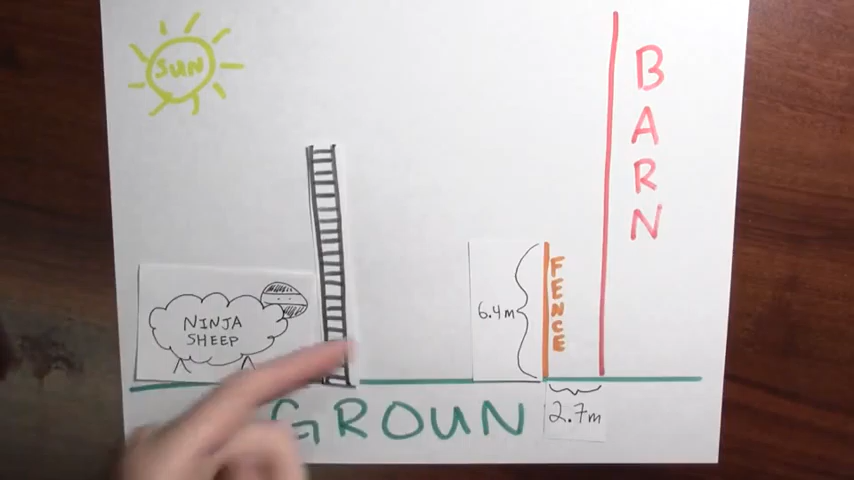 SUN
BARN
FENCE
6.4m
NINJA
SHEEP
GROUN
2.7m